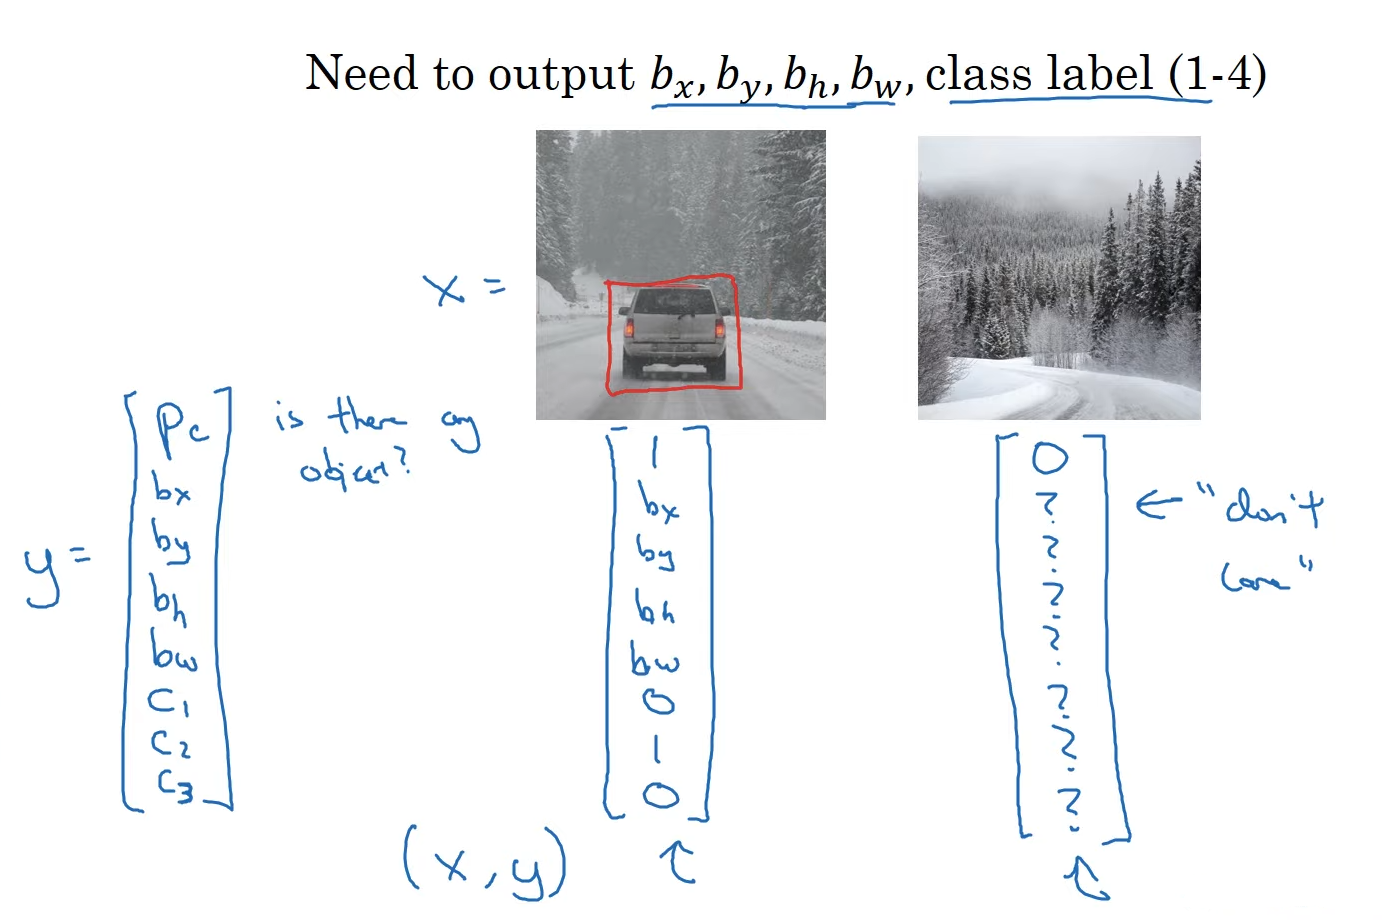 Need to output bx, by, bh, bw, class label (1-4)
x =
y =
Pc
bx
by
bh
bw
C1
C2
C3
is there any
object?
1
bx
by
bh
bw
0
1
0
0
?
?
?
?
?
?
?
← "don't
care"
(x, y)